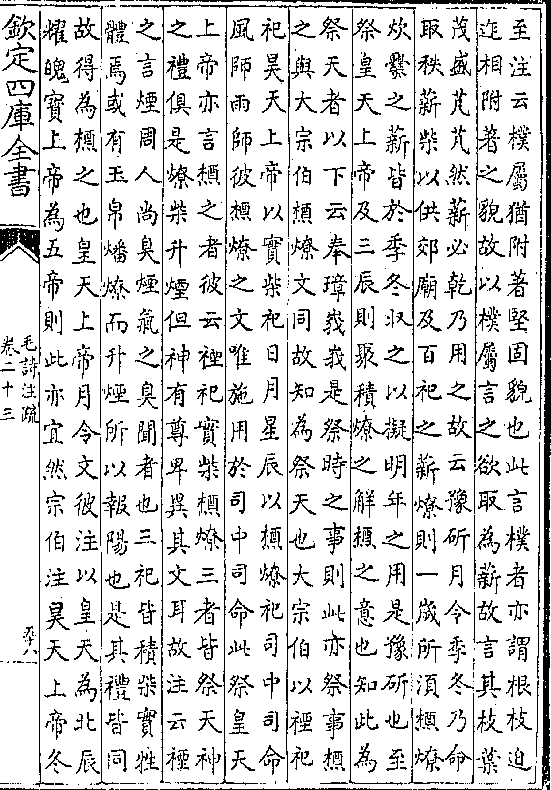 至注云樸屬猶附著堅固貌也此言樸者亦謂根枝迫
迮相附著之貌故以樸屬言之欲取為薪故言其枝葉
茂盛芃芃然薪必乾乃用之故云豫斫月令季冬乃命
取秩薪柴以供郊廟及百祀之薪燎則一歲所須槱燎
炊爨之薪皆於季冬收之以擬明年之用是豫斫也至
祭皇天上帝及三辰則聚積燎之解槱之意也知此為
祭天者以下云奉璋峩峩是祭時之事則此亦祭事槱
之與大宗伯槱燎文同故知為祭天也大宗伯以禋祀
祀昊天上帝以實柴祀日月星辰以槱燎祀司中司命
風師雨師彼槱燎之文唯施用於司中司命此祭皇天
上帝亦言槱之者彼云禋祀實柴槱燎三者皆祭天神
之禮俱是燎柴升煙但神有尊卑異其文耳故注云禋
之言煙周人尚臭煙氣之臭聞者也三祀皆積柴實牲
體焉或有玉帛燔燎而升煙所以報陽也是其禮皆同
故得為槱之也皇天上帝月令文彼注以皇天為北辰
耀魄寶上帝為五帝則此亦宜然宗伯注昊天上帝冬
欽定四庫全書
毛詩注疏
卷二十三